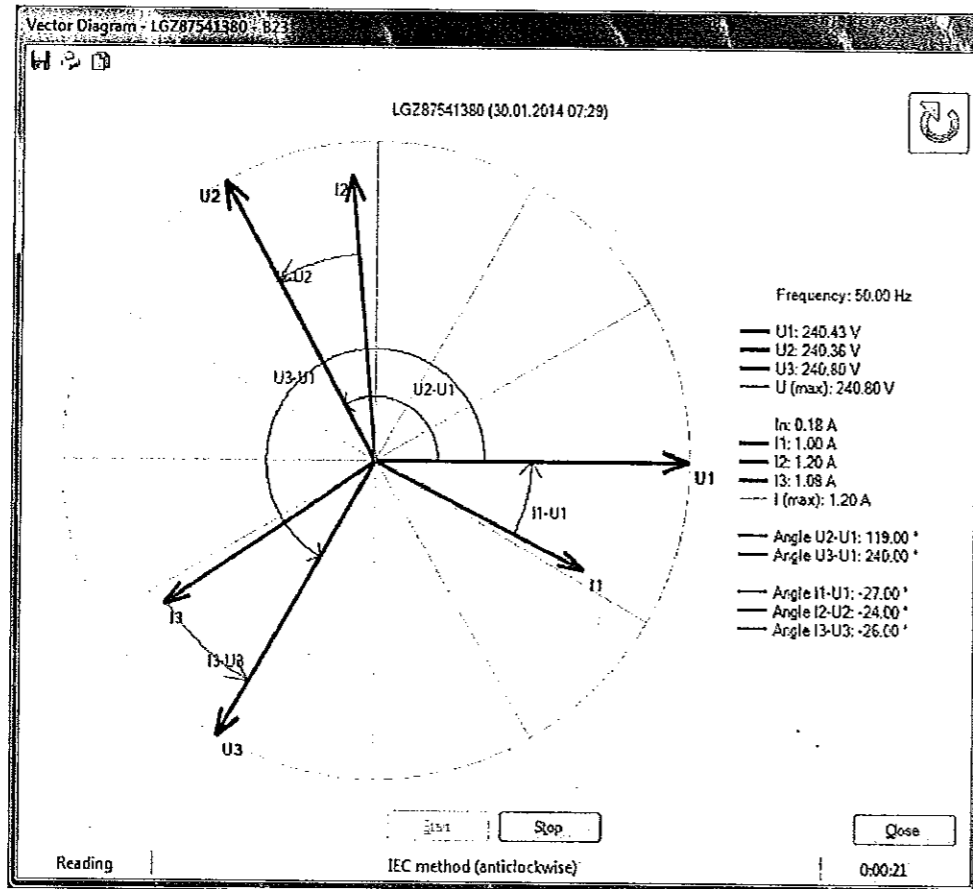 Vector Diagram - LGZ87541380 - B23
LGZ87541380 (30.01.2014 07:29)
U2
I2
I2-U2
U3-U1
U2-U1
U1
I1-U1
I1
I3
I3-U3
U3
Frequency: 50.00 Hz
U1: 240.43 V
U2: 240.36 V
U3: 240.80 V
U (max): 240.80 V
In: 0.18 A
I1: 1.00 A
I2: 1.20 A
I3: 1.08 A
I (max): 1.20 A
Angle U2-U1: 119.00 °
Angle U3-U1: 240.00 °
Angle I1-U1: -27.00 °
Angle I2-U2: -24.00 °
Angle I3-U3: -26.00 °
Start
Stop
Close
Reading
IEC method (anticlockwise)
0:00:21